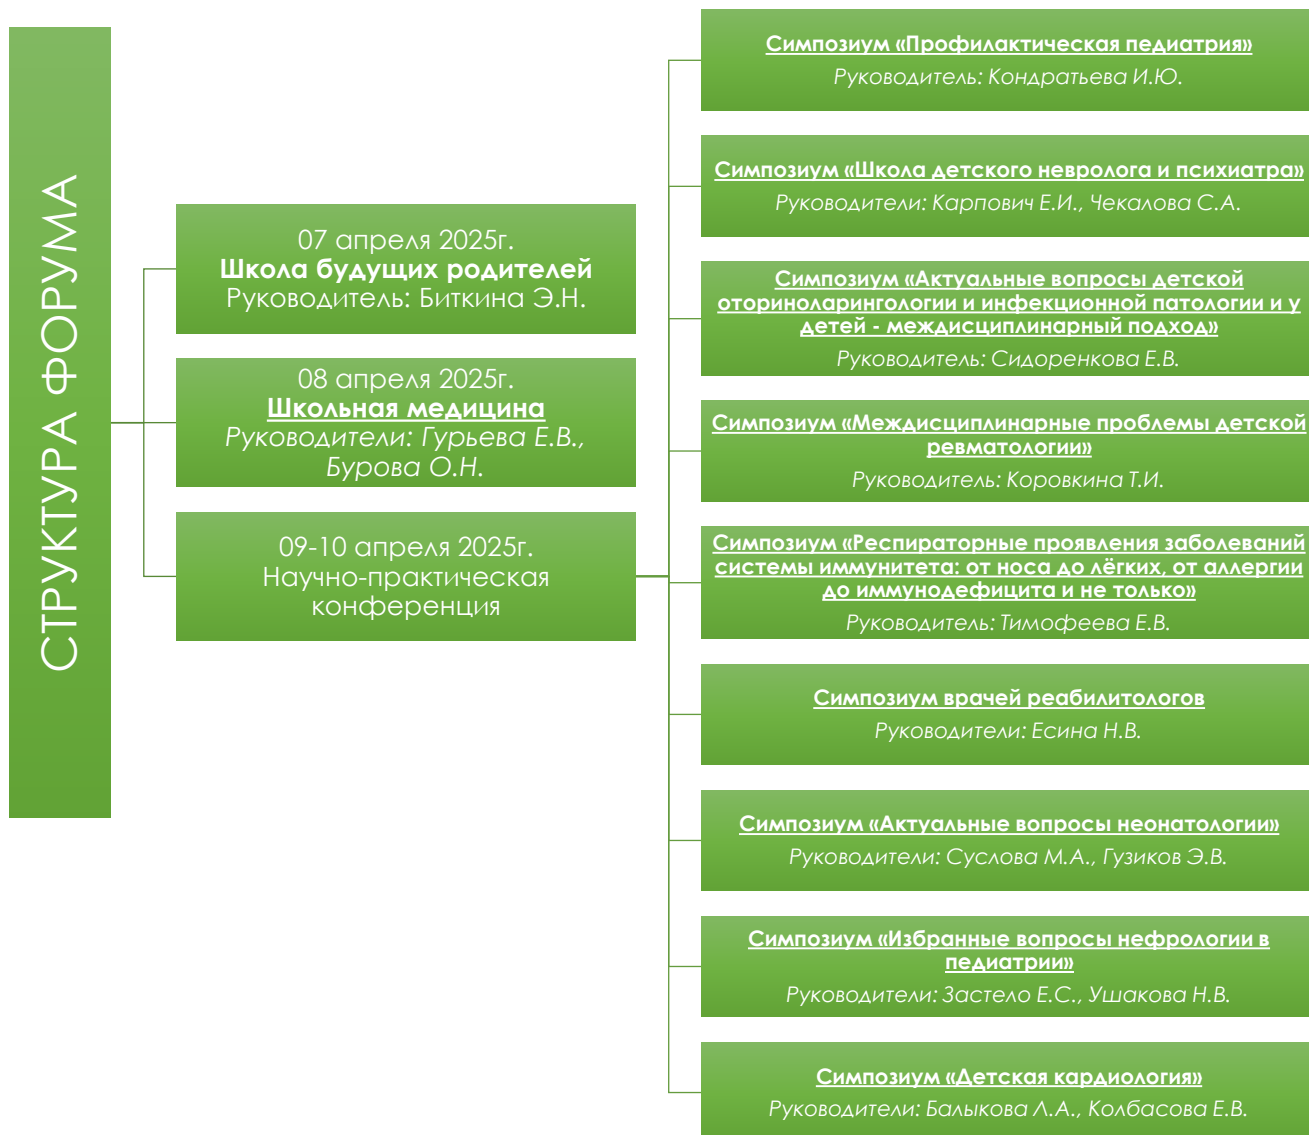 СТРУКТУРА ФОРУМА
07 апреля 2025г.
Школа будущих родителей
Руководитель: Биткина Э.Н.
08 апреля 2025г.
Школьная медицина
Руководители: Гурьева Е.В.,
Бурова О.Н.
09-10 апреля 2025г.
Научно-практическая
конференция
Симпозиум «Профилактическая педиатрия»
Руководитель: Кондратьева И.Ю.
Симпозиум «Школа детского невролога и психиатра»
Руководители: Карпович Е.И., Чекалова С.А.
Симпозиум «Актуальные вопросы детской
оториноларингологии и инфекционной патологии и у
детей - междисциплинарный подход»
Руководитель: Сидоренкова Е.В.
Симпозиум «Междисциплинарные проблемы детской
ревматологии»
Руководитель: Коровкина Т.И.
Симпозиум «Респираторные проявления заболеваний
системы иммунитета: от носа до лёгких, от аллергии
до иммунодефицита и не только»
Руководитель: Тимофеева Е.В.
Симпозиум врачей реабилитологов
Руководители: Есина Н.В.
Симпозиум «Актуальные вопросы неонатологии»
Руководители: Суслова М.А., Гузиков Э.В.
Симпозиум «Избранные вопросы нефрологии в
педиатрии»
Руководители: Застело Е.С., Ушакова Н.В.
Симпозиум «Детская кардиология»
Руководители: Балыкова Л.А., Колбасова Е.В.